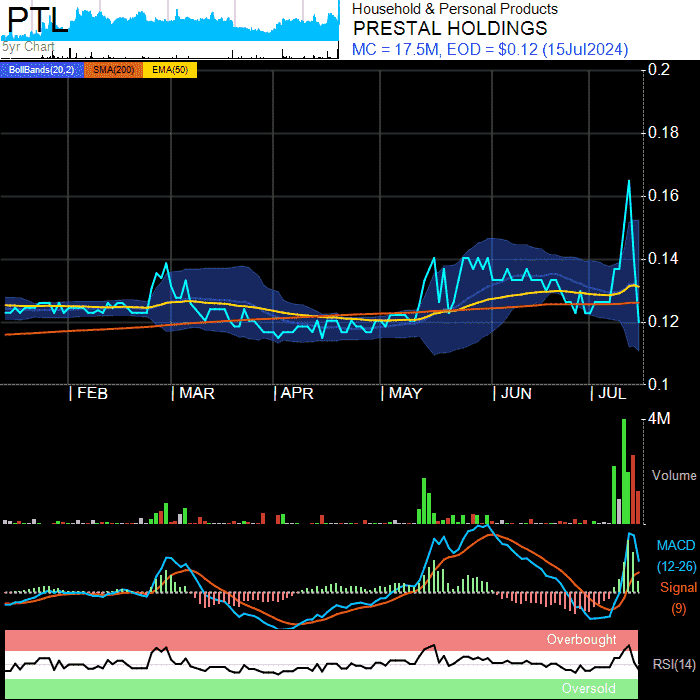 PTL
5yr Chart
Household & Personal Products
PRESTAL HOLDINGS
MC = 17.5M, EOD = $0.12 (15Jul2024)
BollBands(20,2) SMA(200) EMA(50)
0.2
0.18
0.16
0.14
0.12
0.1
FEB MAR APR MAY JUN JUL
4M
Volume
MACD
(12-26)
Signal
(9)
Overbought
RSI(14)
Oversold